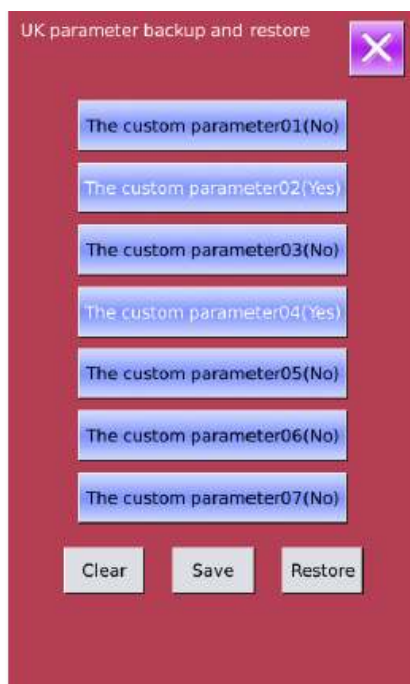 UK parameter backup and restore
The custom parameter01(No)
The custom parameter02(Yes)
The custom parameter03(No)
The custom parameter04(Yes)
The custom parameter05(No)
The custom parameter06(No)
The custom parameter07(No)
Clear Save Restore